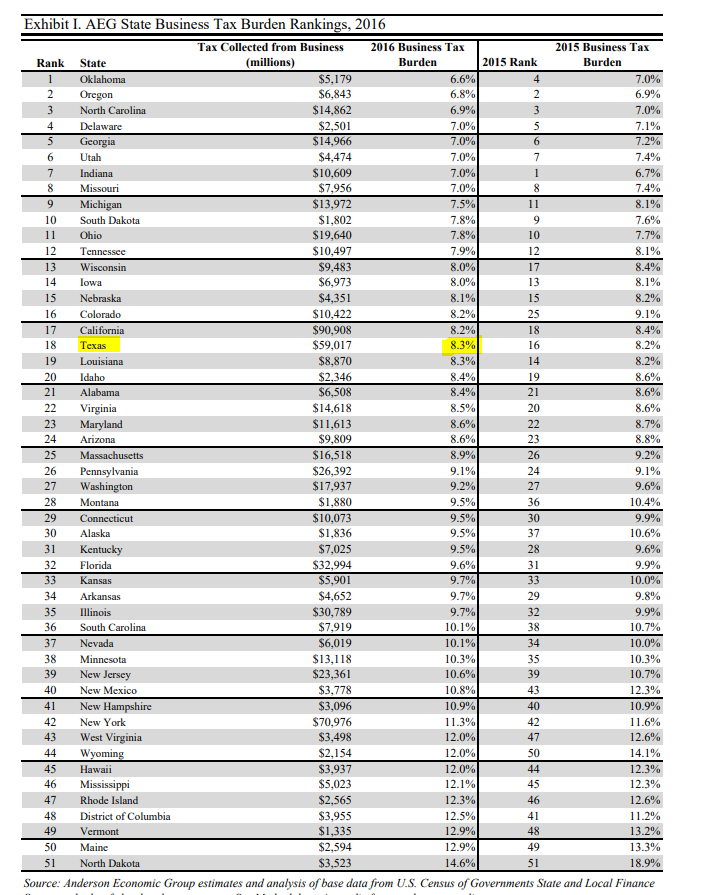 Exhibit I. AEG State Business Tax Burden Rankings, 2016
Tax Collected from Business 2016 Business Tax 2015 Business Tax
Rank State (millions) Burden 2015 Rank Burden
1 Oklahoma $5,179 6.6% 4 7.0%
2 Oregon $6,843 6.8% 2 6.9%
3 North Carolina $14,862 6.9% 3 7.0%
4 Delaware $2,501 7.0% 5 7.1%
5 Georgia $14,966 7.0% 6 7.2%
6 Utah $4,474 7.0% 7 7.4%
7 Indiana $10,609 7.0% 1 6.7%
8 Missouri $7,956 7.0% 8 7.4%
9 Michigan $13,972 7.5% 11 8.1%
10 South Dakota $1,802 7.8% 9 7.6%
11 Ohio $19,640 7.8% 10 7.7%
12 Tennessee $10,497 7.9% 12 8.1%
13 Wisconsin $9,483 8.0% 17 8.4%
14 Iowa $6,973 8.0% 13 8.1%
15 Nebraska $4,351 8.1% 15 8.2%
16 Colorado $10,422 8.2% 25 9.1%
17 California $90,908 8.2% 18 8.4%
18 Texas $59,017 8.3% 16 8.2%
19 Louisiana $8,870 8.3% 14 8.2%
20 Idaho $2,346 8.4% 19 8.6%
21 Alabama $6,508 8.4% 21 8.6%
22 Virginia $14,618 8.5% 20 8.6%
23 Maryland $11,613 8.6% 22 8.7%
24 Arizona $9,809 8.6% 23 8.8%
25 Massachusetts $16,518 8.9% 26 9.2%
26 Pennsylvania $26,392 9.1% 24 9.1%
27 Washington $17,937 9.2% 27 9.6%
28 Montana $1,880 9.5% 36 10.4%
29 Connecticut $10,073 9.5% 30 9.9%
30 Alaska $1,836 9.5% 37 10.6%
31 Kentucky $7,025 9.5% 28 9.6%
32 Florida $32,994 9.6% 31 9.9%
33 Kansas $5,901 9.7% 33 10.0%
34 Arkansas $4,652 9.7% 29 9.8%
35 Illinois $30,789 9.7% 32 9.9%
36 South Carolina $7,919 10.1% 38 10.7%
37 Nevada $6,019 10.1% 34 10.0%
38 Minnesota $13,118 10.3% 35 10.3%
39 New Jersey $23,361 10.6% 39 10.7%
40 New Mexico $3,778 10.8% 43 12.3%
41 New Hampshire $3,096 10.9% 40 10.9%
42 New York $70,976 11.3% 42 11.6%
43 West Virginia $3,498 12.0% 47 12.6%
44 Wyoming $2,154 12.0% 50 14.1%
45 Hawaii $3,937 12.0% 44 12.3%
46 Mississippi $5,023 12.1% 45 12.3%
47 Rhode Island $2,565 12.3% 46 12.6%
48 District of Columbia $3,955 12.5% 41 11.2%
49 Vermont $1,335 12.9% 48 13.2%
50 Maine $2,594 12.9% 49 13.3%
51 North Dakota $3,523 14.6% 51 18.9%
Source: Anderson Economic Group estimates and analysis of base data from U.S. Census of Governments State and Local Finance